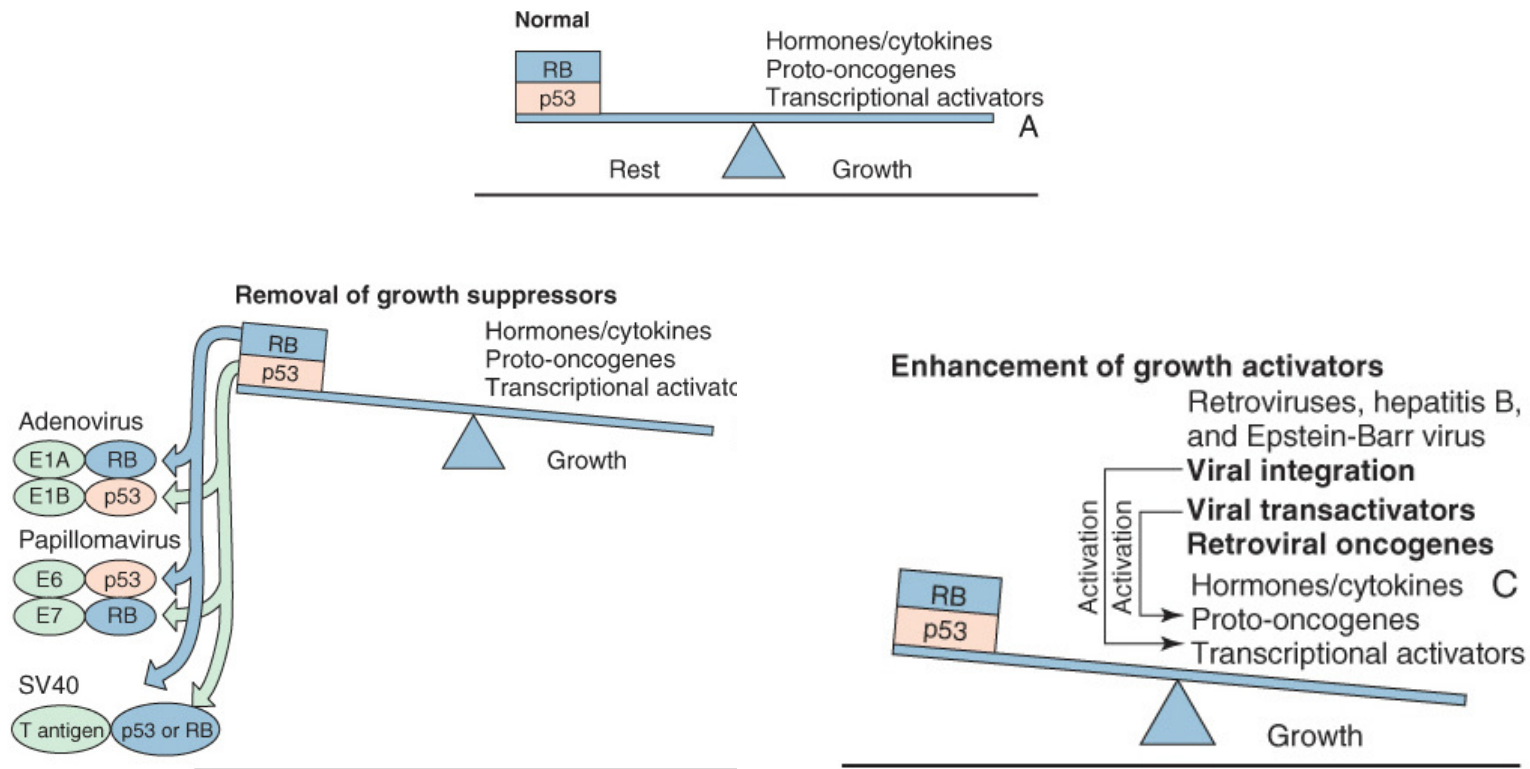 Normal
RB
p53
Hormones/cytokines
Proto-oncogenes
Transcriptional activators
A
Rest
Growth
Removal of growth suppressors
RB
p53
Hormones/cytokines
Proto-oncogenes
Transcriptional activato
Growth
Adenovirus
E1A RB
E1B p53
Papillomavirus
E6 p53
E7 RB
SV40
T antigen p53 or RB
Enhancement of growth activators
Retroviruses, hepatitis B,
and Epstein-Barr virus
Viral integration
Viral transactivators
Retroviral oncogenes
Hormones/cytokines
C
Proto-oncogenes
Transcriptional activators
Activation
Activation
RB
p53
Growth